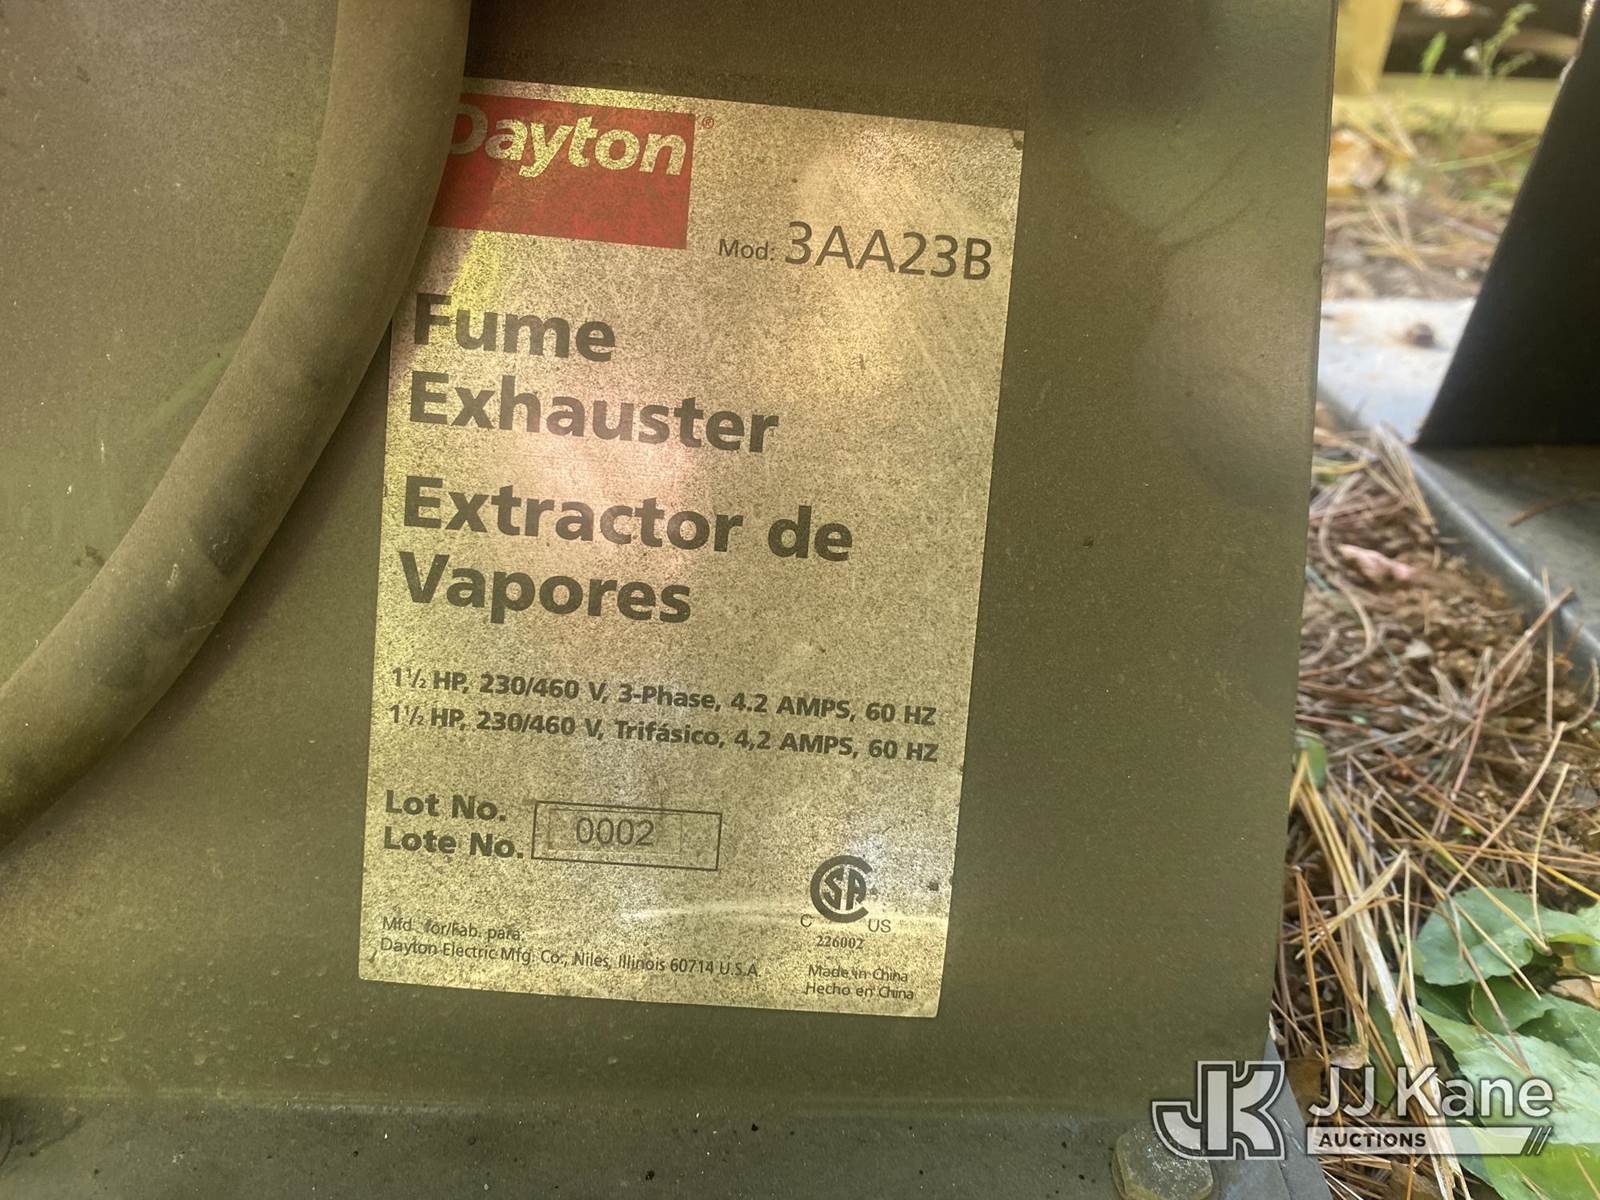 Dayton®
Mod: 3AA23B
Fume
Exhauster
Extractor de
Vapores
1½ HP, 230/460 V, 3-Phase, 4.2 AMPS, 60 HZ
1½ HP, 230/460 V, Trifásico, 4,2 AMPS, 60 HZ
Lot No.
Lote No.
0002
Mfd. for/Fab. para:
Dayton Electric Mfg. Co., Niles, Illinois 60714 U.S.A.
CSA
C US
226002
Made in China
Hecho en China
JK JJ Kane
AUCTIONS